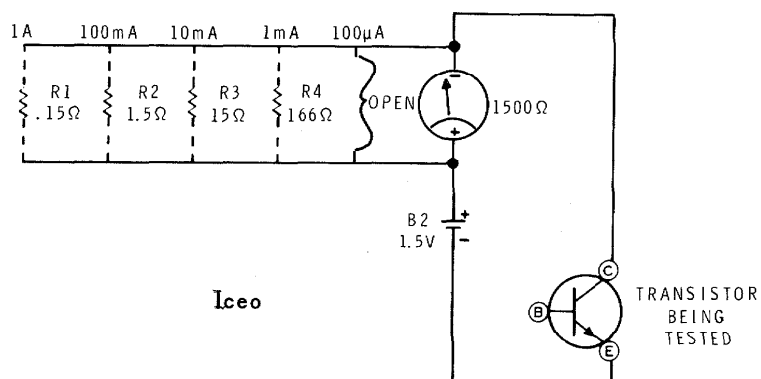 1A 100mA 10mA 1mA 100μA
R1 R2 R3 R4 OPEN 1500Ω
.15Ω 1.5Ω 15Ω 166Ω
−
+
B2 +
1.5V −
Iceo
C
B
E
TRANSISTOR
BEING
TESTED